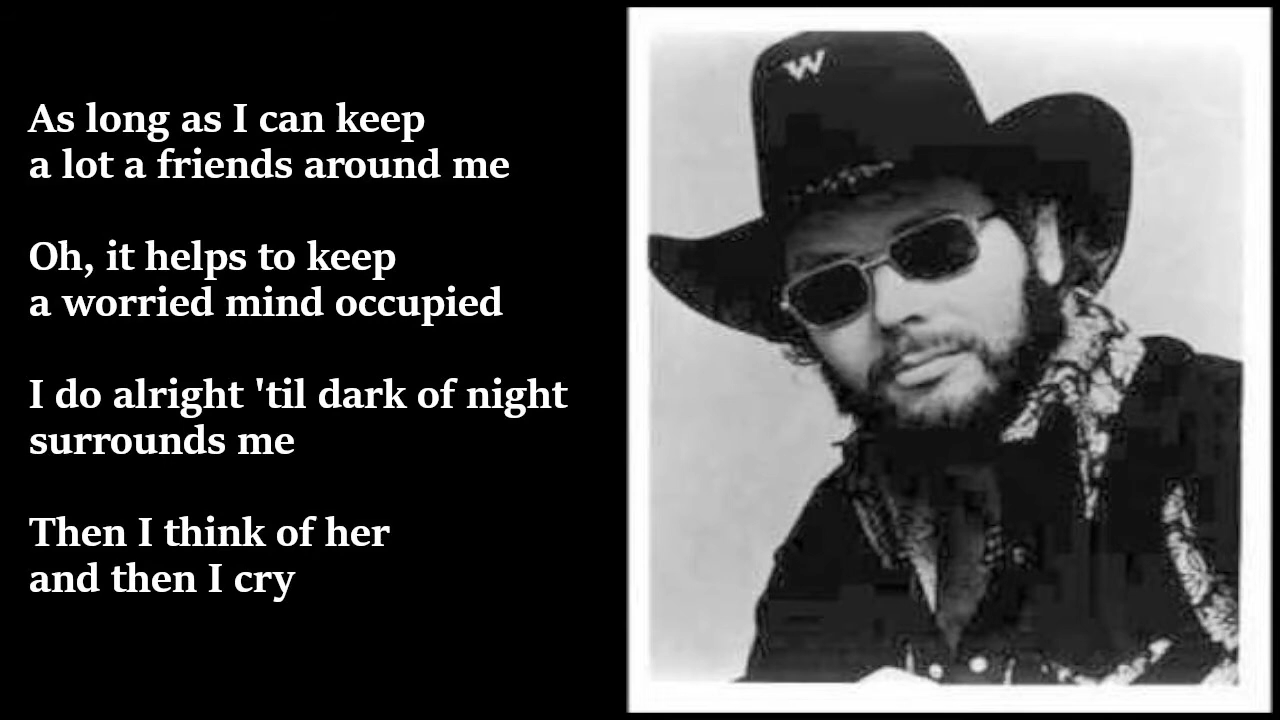 As long as I can keep
a lot a friends around me
Oh, it helps to keep
a worried mind occupied
I do alright 'til dark of night
surrounds me
Then I think of her
and then I cry
W